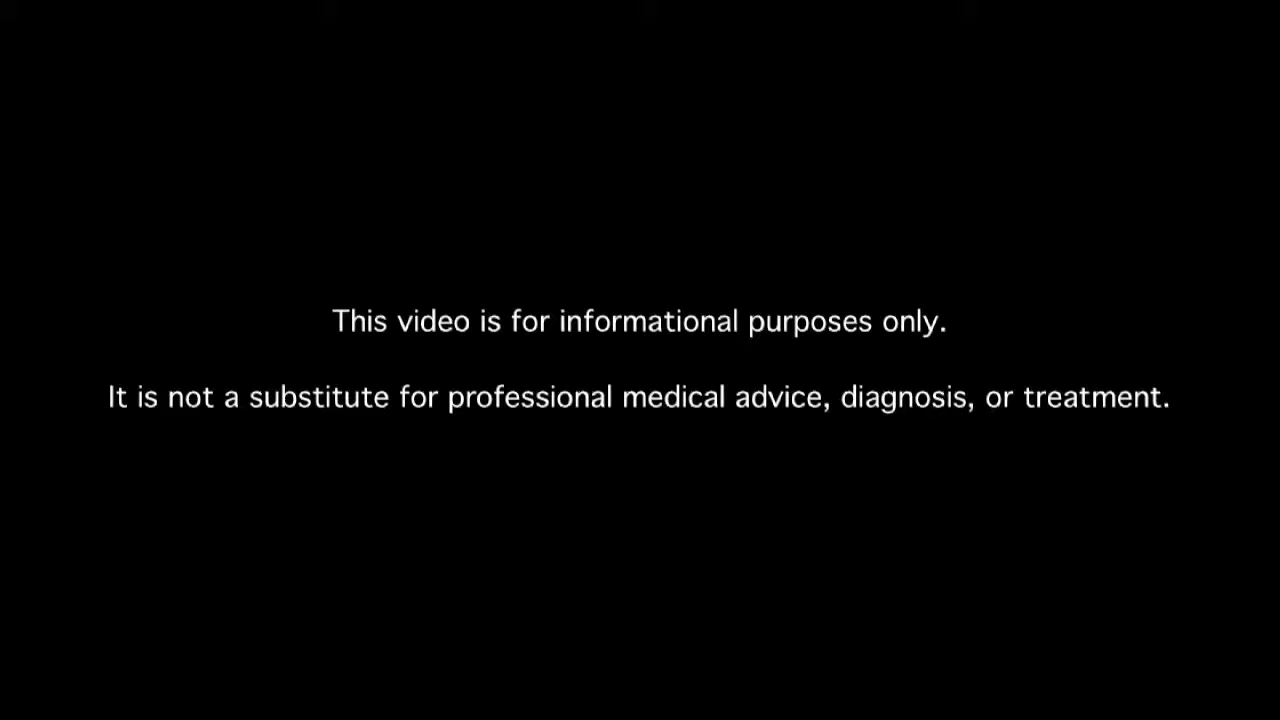 This video is for informational purposes only.
It is not a substitute for professional medical advice, diagnosis, or treatment.